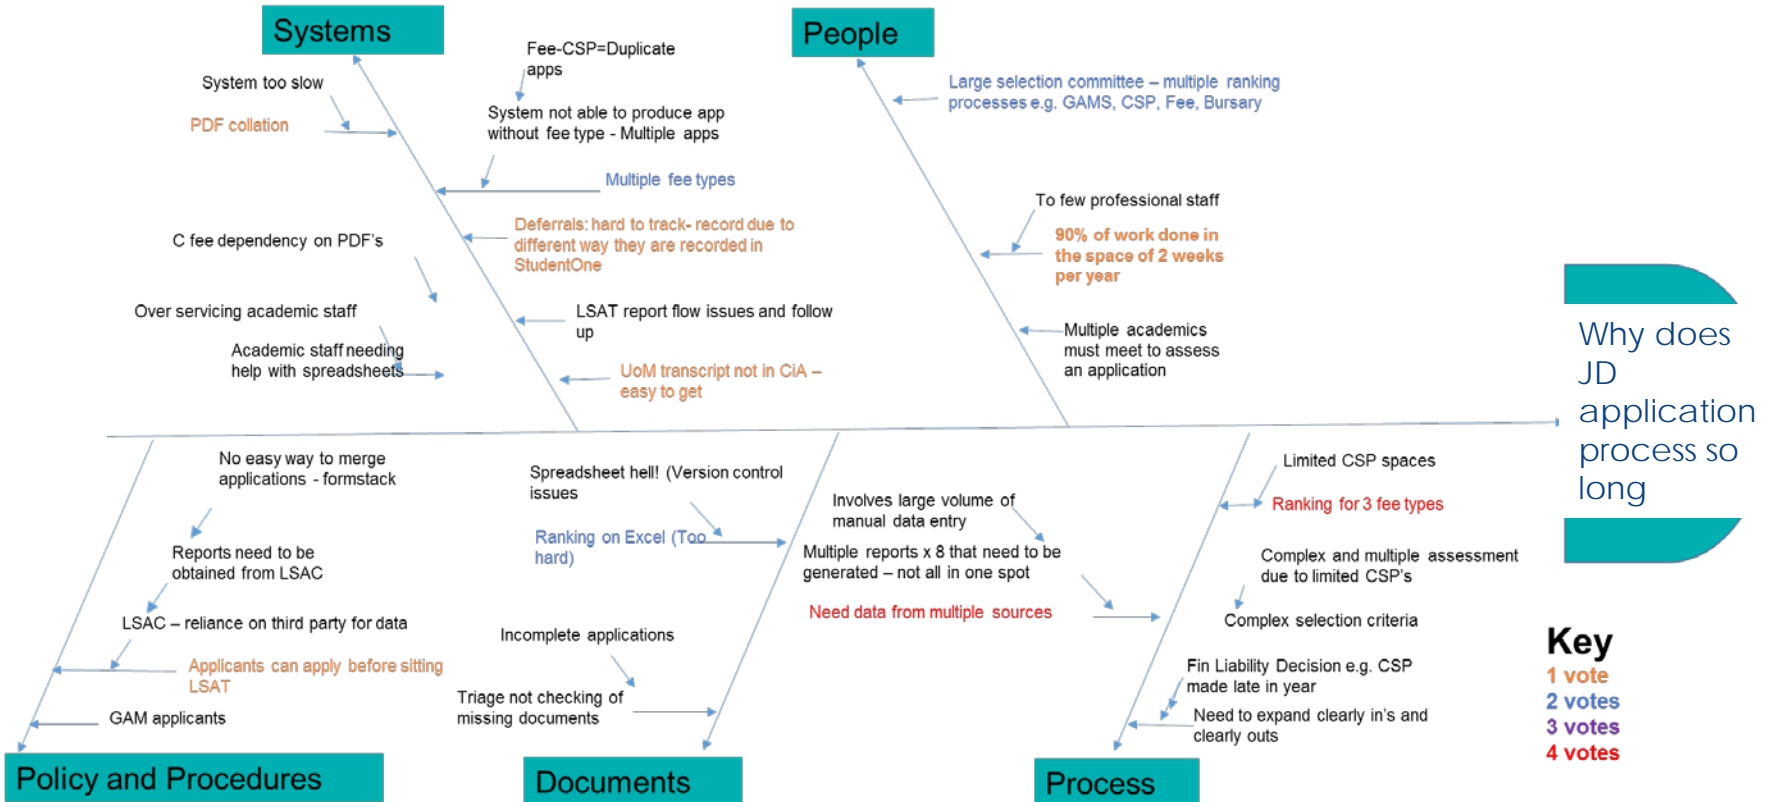 Systems
Fee-CSP=Duplicate
apps
System too slow
PDF collation
System not able to produce app
without fee type - Multiple apps
Multiple fee types
C fee dependency on PDF's
Deferrals: hard to track- record due to
different way they are recorded in
StudentOne
Over servicing academic staff
Academic staff needing
help with spreadsheets
LSAT report flow issues and follow
up
UoM transcript not in CiA –
easy to get
People
Large selection committee – multiple ranking
processes e.g. GAMS, CSP, Fee, Bursary
To few professional staff
90% of work done in
the space of 2 weeks
per year
Multiple academics
must meet to assess
an application
Why does
JD
application
process so
long
No easy way to merge
applications - formstack
Reports need to be
obtained from LSAC
LSAC – reliance on third party for data
Applicants can apply before sitting
LSAT
GAM applicants
Policy and Procedures
Spreadsheet hell! (Version control
issues
Ranking on Excel (Too
hard)
Incomplete applications
Triage not checking of
missing documents
Documents
Involves large volume of
manual data entry
Multiple reports x 8 that need to be
generated – not all in one spot
Need data from multiple sources
Limited CSP spaces
Ranking for 3 fee types
Complex and multiple assessment
due to limited CSP's
Complex selection criteria
Fin Liability Decision e.g. CSP
made late in year
Need to expand clearly in's and
clearly outs
Process
Key
1 vote
2 votes
3 votes
4 votes